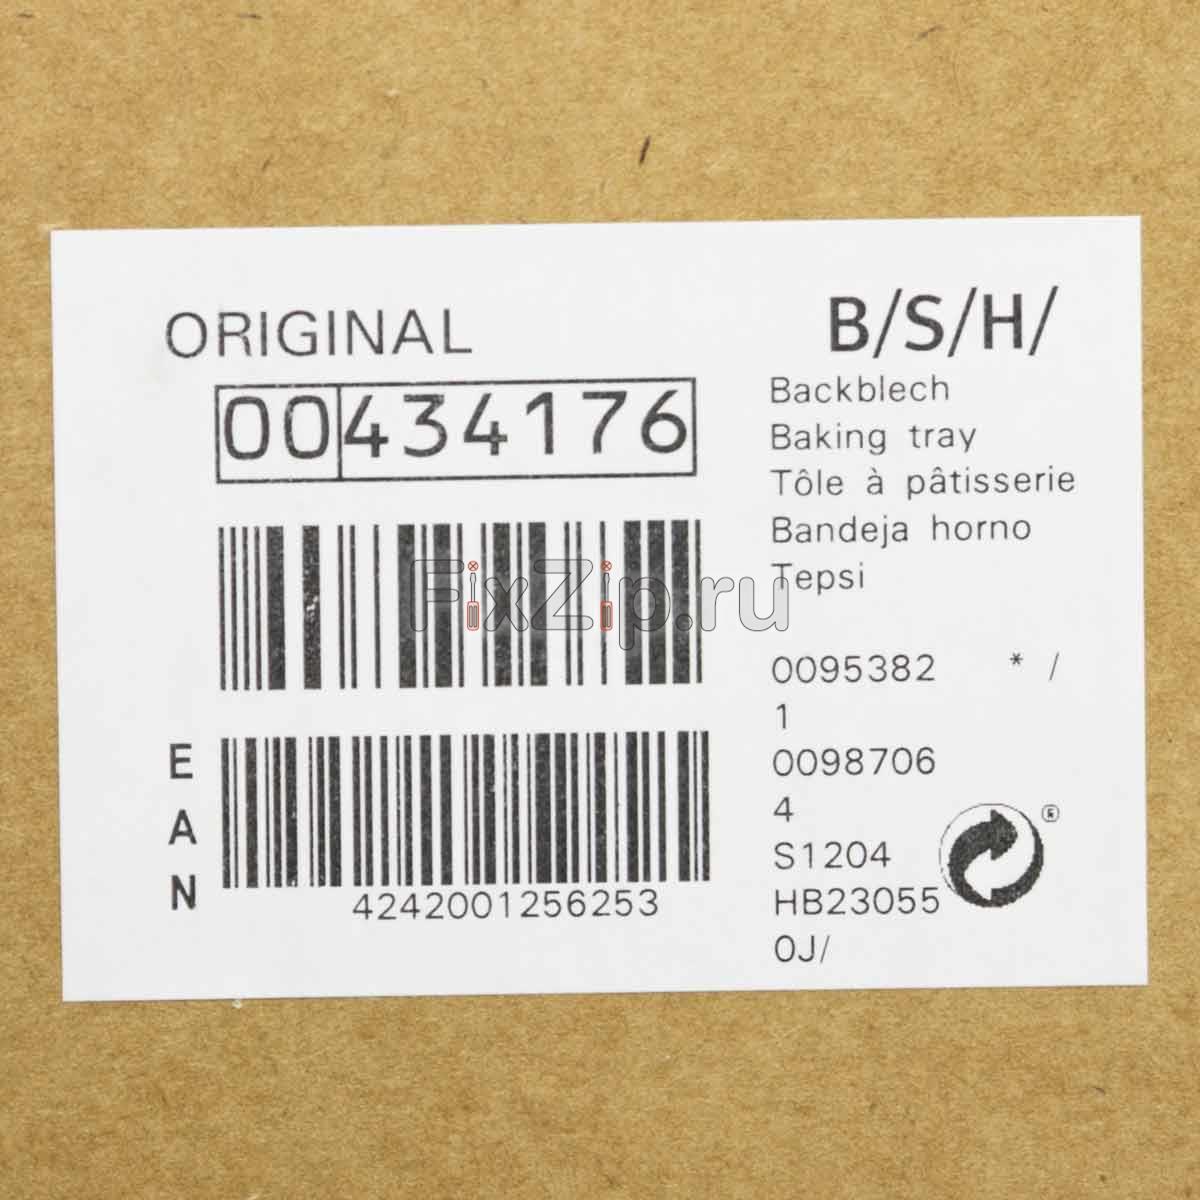 ORIGINAL
00434176
E
A
N
4242001256253
B/S/H/
Backblech
Baking tray
Tôle à pâtisserie
Bandeja horno
Tepsi
0095382 * /
1
0098706
4
S1204
HB23055
0J/
®
FixZip.ru